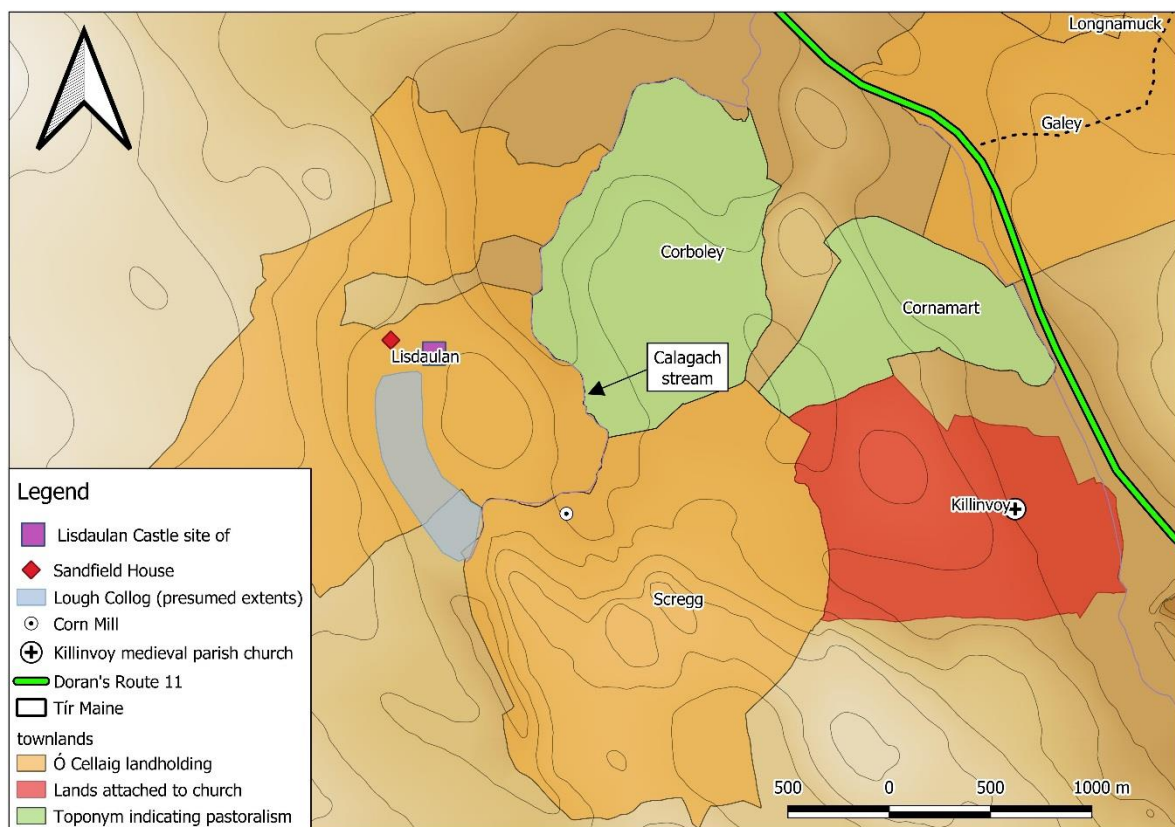 Longnamuck
Galey
Corboley
Cornamart
Lisdaulan
Calagach
stream
Killinvoy
Scregg
Legend
Lisdaulan Castle site of
Sandfield House
Lough Collog (presumed extents)
Corn Mill
Killinvoy medieval parish church
Doran's Route 11
Tír Maine
townlands
Ó Cellaig landholding
Lands attached to church
Toponym indicating pastoralism
500 0 500 1000 m